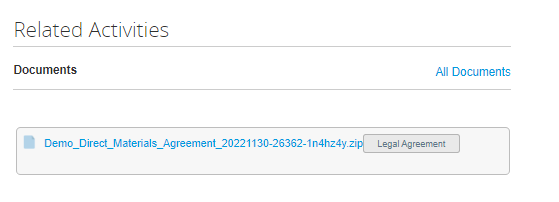 Related Activities
Documents All Documents
Demo_Direct_Materials_Agreement_20221130-26362-1n4hz4y.zip Legal Agreement